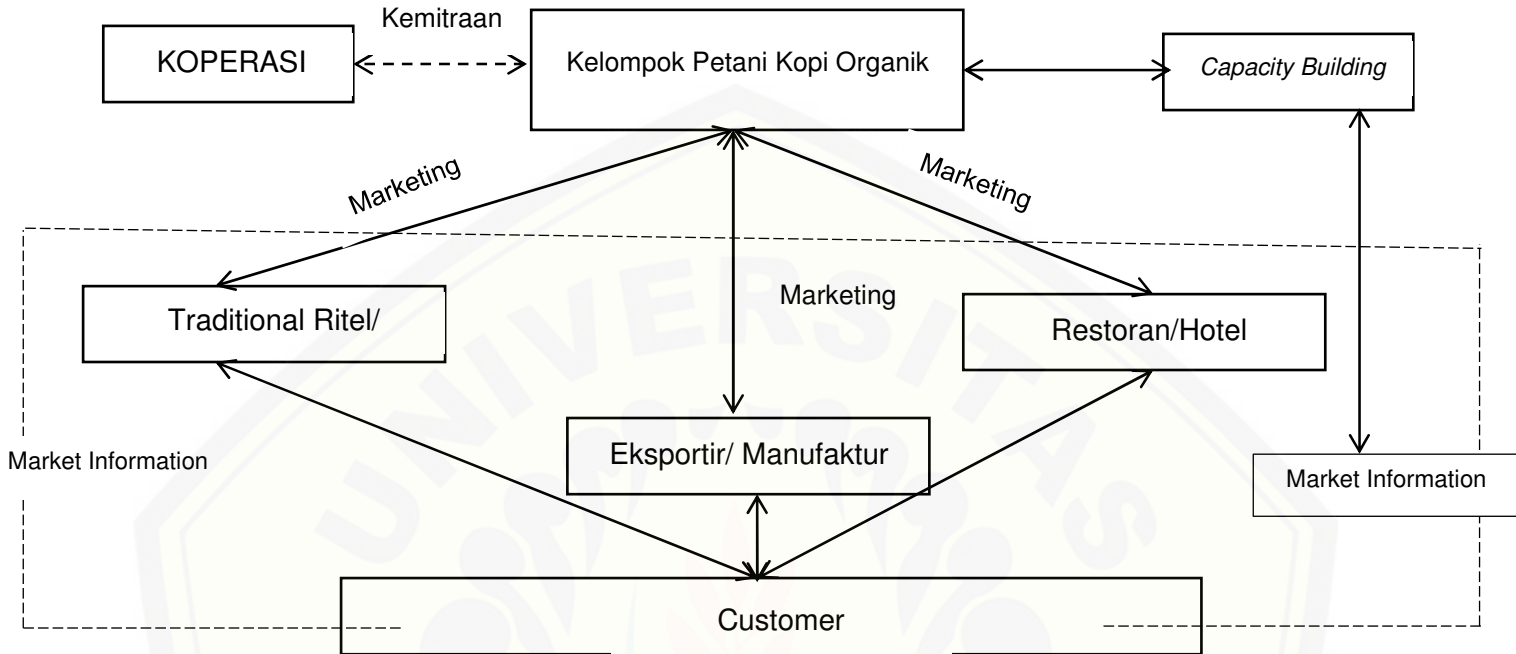 Kemitraan
KOPERASI
Kelompok Petani Kopi Organik
Capacity Building
Marketing
Marketing
Traditional Ritel/
Marketing
Restoran/Hotel
Eksportir/ Manufaktur
Market Information
Market Information
Customer
UNIVERSITAS